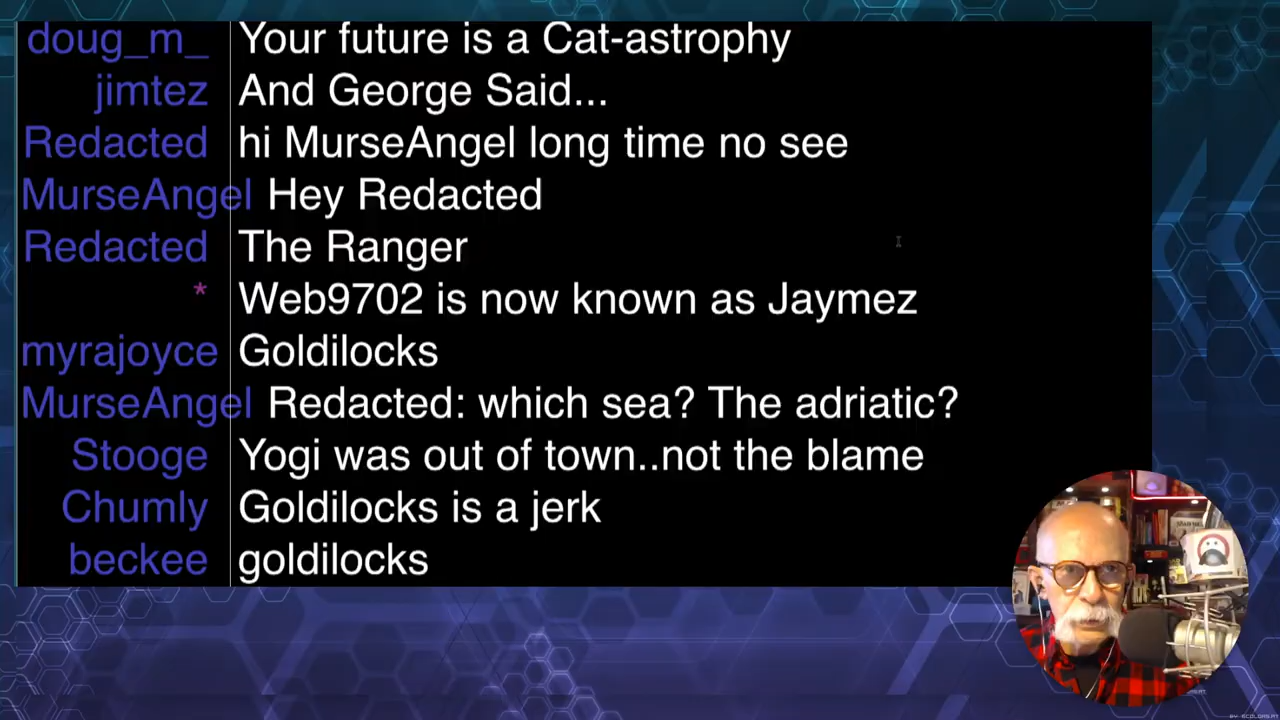 doug_m_ Your future is a Cat-astrophy
jimtez And George Said...
Redacted hi MurseAngel long time no see
MurseAngel Hey Redacted
Redacted The Ranger
* Web9702 is now known as Jaymez
myrajoyce Goldilocks
MurseAngel Redacted: which sea? The adriatic?
Stooge Yogi was out of town..not the blame
Chumly Goldilocks is a jerk
beckee goldilocks